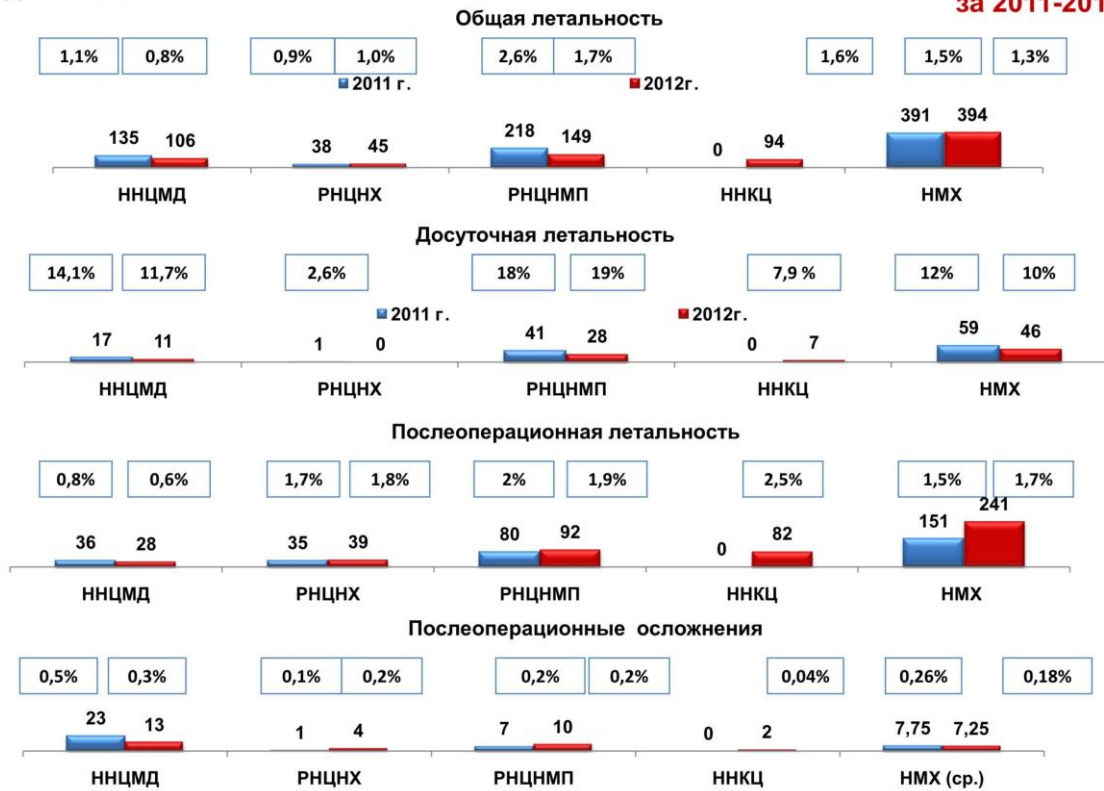 за 2011-201
Общая летальность
1,1% 0,8% 0,9% 1,0% 2,6% 1,7% 1,6% 1,5% 1,3%
2011 г. 2012г.
135 106 38 45 218 149 0 94 391 394
ННЦМД РНЦНХ РНЦНМП ННКЦ НМХ
Досуточная летальность
14,1% 11,7% 2,6% 18% 19% 7,9 % 12% 10%
2011 г. 2012г.
17 11 1 0 41 28 0 7 59 46
ННЦМД РНЦНХ РНЦНМП ННКЦ НМХ
Послеоперационная летальность
0,8% 0,6% 1,7% 1,8% 2% 1,9% 2,5% 1,5% 1,7%
36 28 35 39 80 92 0 82 151 241
ННЦМД РНЦНХ РНЦНМП ННКЦ НМХ
Послеоперационные осложнения
0,5% 0,3% 0,1% 0,2% 0,2% 0,2% 0,04% 0,26% 0,18%
23 13 1 4 7 10 0 2 7,75 7,25
ННЦМД РНЦНХ РНЦНМП ННКЦ НМХ (ср.)